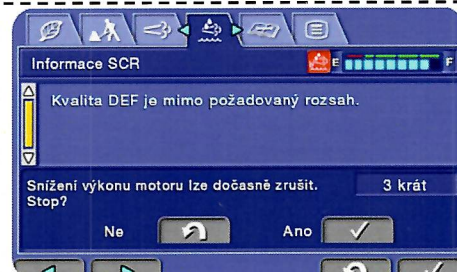 Informace SCR
E F
Kvalita DEF je mimo požadovaný rozsah.
Snížení výkonu motoru lze dočasně zrušit.
3 krát
Stop?
Ne Ano